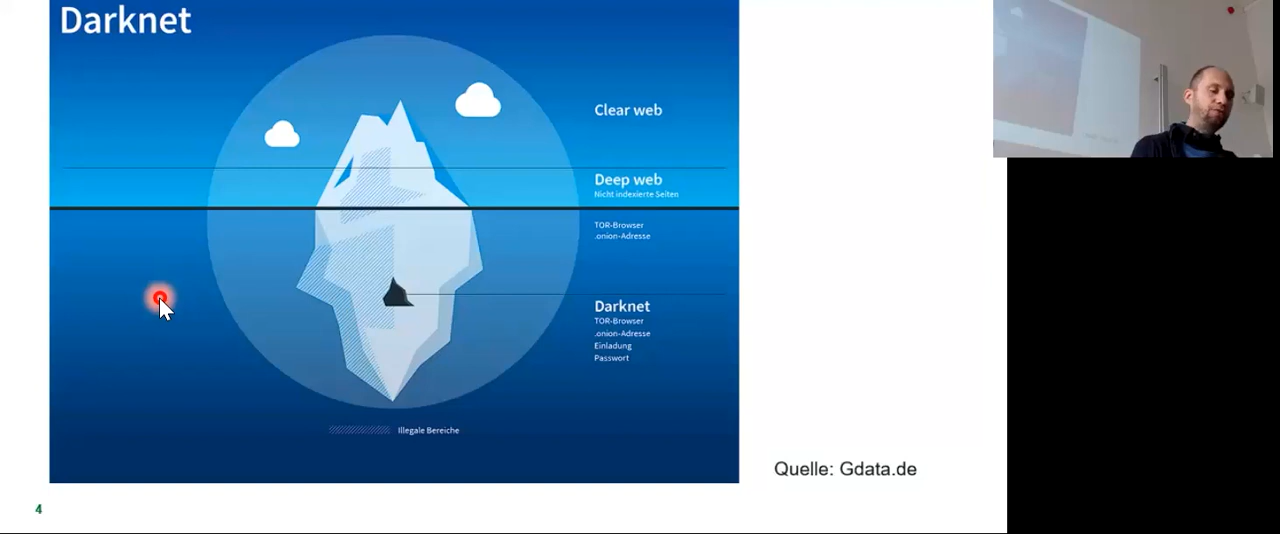 Darknet
Clear web
Deep web
Nicht indexierte Seiten
TOR-Browser
.onion-Adresse
Darknet
TOR-Browser
.onion-Adresse
Einladung
Passwort
Illegale Bereiche
Quelle: Gdata.de
4